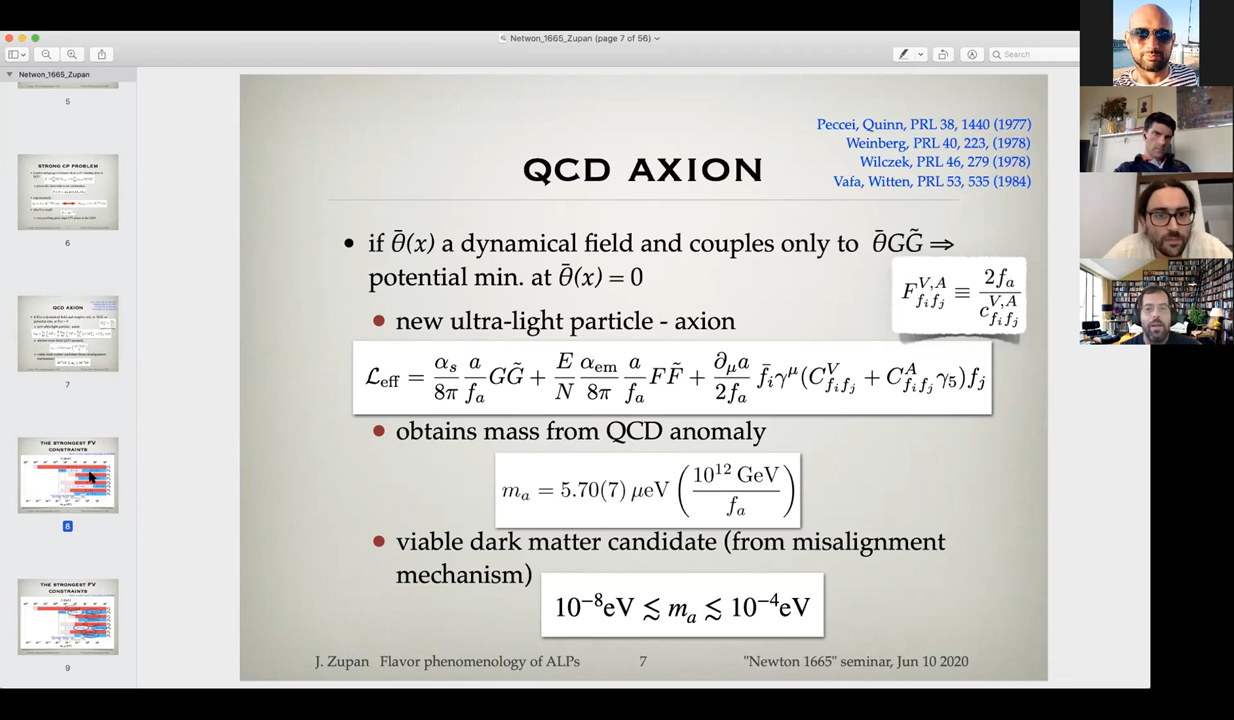 Netwon_1665_Zupan (page 7 of 56)
Search
Netwon_1665_Zupan
5
STRONG CP PROBLEM
6
QCD AXION
7
THE STRONGEST FV
CONSTRAINTS
8
THE STRONGEST FV
CONSTRAINTS
9
Peccei, Quinn, PRL 38, 1440 (1977)
Weinberg, PRL 40, 223, (1978)
Wilczek, PRL 46, 279 (1978)
Vafa, Witten, PRL 53, 535 (1984)
QCD AXION
• if θ̄(x) a dynamical field and couples only to θ̄GG̃ ⇒
potential min. at θ̄(x) = 0
F^{V,A}_{f_i f_j} ≡ 2f_a / c^{V,A}_{f_i f_j}
• new ultra-light particle - axion
ℒ_eff = α_s/8π a/f_a GG̃ + E/N α_em/8π a/f_a FF̃ + ∂_μ a/2f_a f̄_i γ^μ (C^V_{f_i f_j} + C^A_{f_i f_j} γ_5) f_j
• obtains mass from QCD anomaly
m_a = 5.70(7) μeV (10^12 GeV / f_a)
• viable dark matter candidate (from misalignment
mechanism)
10^−8 eV ≲ m_a ≲ 10^−4 eV
J. Zupan Flavor phenomenology of ALPs 7 "Newton 1665" seminar, Jun 10 2020